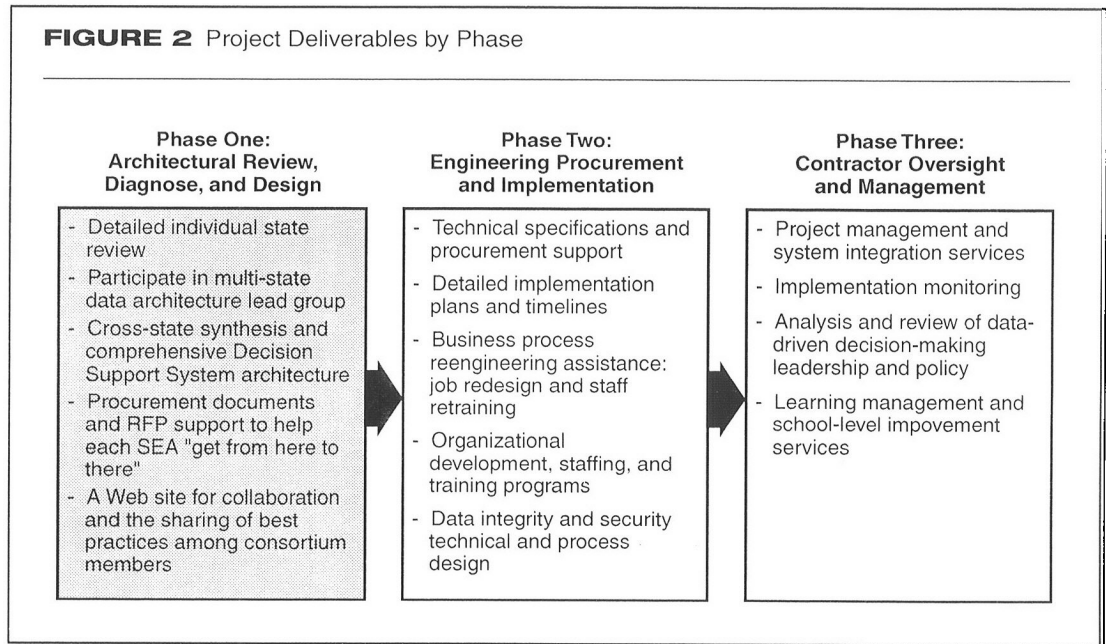 FIGURE 2 Project Deliverables by Phase
Phase One:
Architectural Review,
Diagnose, and Design
- Detailed individual state
review
- Participate in multi-state
data architecture lead group
- Cross-state synthesis and
comprehensive Decision
Support System architecture
- Procurement documents
and RFP support to help
each SEA "get from here to
there"
- A Web site for collaboration
and the sharing of best
practices among consortium
members
Phase Two:
Engineering Procurement
and Implementation
- Technical specifications and
procurement support
- Detailed implementation
plans and timelines
- Business process
reengineering assistance:
job redesign and staff
retraining
- Organizational
development, staffing, and
training programs
- Data integrity and security
technical and process
design
Phase Three:
Contractor Oversight
and Management
- Project management and
system integration services
- Implementation monitoring
- Analysis and review of data-
driven decision-making
leadership and policy
- Learning management and
school-level impovement
services